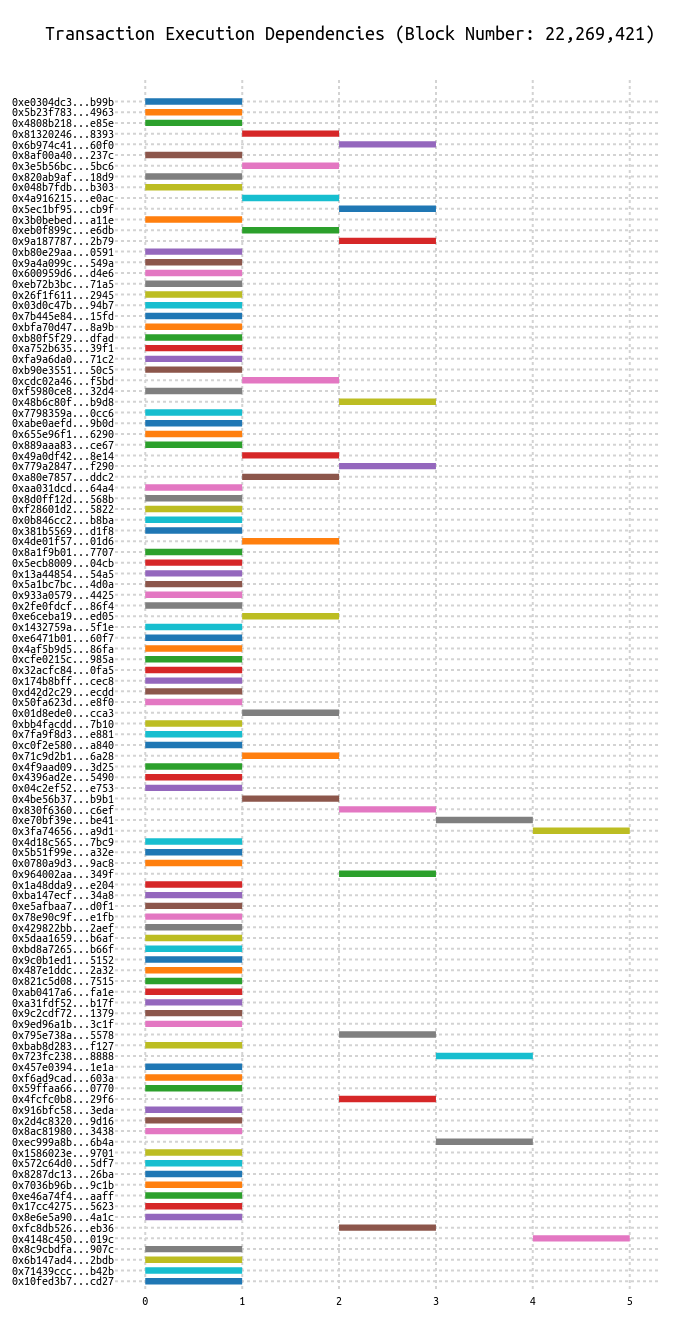 Transaction Execution Dependencies (Block Number: 22,269,421)
0xe0304dc3...b99b
0x5b23f783...4963
0x4808b218...e85e
0x81320246...8393
0x6b974c41...60f0
0x8af00a40...237c
0x3e5b56bc...5bc6
0x820ab9af...18d9
0x048b7fdb...b303
0x4a916215...e0ac
0x5ec1bf95...cb9f
0x3b0bebed...a11e
0xeb0f899c...e6db
0x9a187787...2b79
0xb80e29aa...0591
0x9a4a099c...549a
0x600959d6...d4e6
0xeb72b3bc...71a5
0x26f1f611...2945
0x03d0c47b...94b7
0x7b445e84...15fd
0xbfa70d47...8a9b
0xb80f5f29...dfad
0xa752b635...39f1
0xfa9a6da0...71c2
0xb90e3551...50c5
0xcdc02a46...f5bd
0xf5980ce8...32d4
0x48b6c80f...b9d8
0x7798359a...0cc6
0xabe0aefd...9b0d
0x655e96f1...6290
0x889aaa83...ce67
0x49a0df42...8e14
0x779a2847...f290
0xa80e7857...ddc2
0xaa031dcd...64a4
0x8d0ff12d...568b
0xf28601d2...5822
0x0b846cc2...b8ba
0x381b5569...d1f8
0x4de01f57...01d6
0x8a1f9b01...7707
0x5ecb8009...04cb
0x13a44854...54a5
0x5a1bc7bc...4d0a
0x933a0579...4425
0x2fe0fdcf...86f4
0xe6ceba19...ed05
0x1432759a...5f1e
0xe6471b01...60f7
0x4af5b9d5...86fa
0xcfe0215c...985a
0x32acfc84...0fa5
0x174b8bff...cec8
0xd42d2c29...ecdd
0x50fa623d...e8f0
0x01d8ede0...cca3
0xbb4facdd...7b10
0x7fa9f8d3...e881
0xc0f2e580...a840
0x71c9d2b1...6a28
0x4f9aad09...3d25
0x4396ad2e...5490
0x04c2ef52...e753
0x4be56b37...b9b1
0x830f6360...c6ef
0xe70bf39e...be41
0x3fa74656...a9d1
0x4d18c565...7bc9
0x5b51f99e...a32e
0x0780a9d3...9ac8
0x964002aa...349f
0x1a48dda9...e204
0xba147ecf...34a8
0xe5afbaa7...d0f1
0x78e90c9f...e1fb
0x429822bb...2aef
0x5daa1659...b6af
0xbd8a7265...b66f
0x9c0b1ed1...5152
0x487e1ddc...2a32
0x821c5d08...7515
0xab0417a6...fa1e
0xa31fdf52...b17f
0x9c2cdf72...1379
0x9ed96a1b...3c1f
0x795e738a...5578
0xbab8d283...f127
0x723fc238...8888
0x457e0394...1e1a
0xf6ad9cad...603a
0x59ffaa66...0770
0x4fcfc0b8...29f6
0x916bfc58...3eda
0x2d4c8320...9d16
0x8ac81980...3438
0xec999a8b...6b4a
0x1586023e...9701
0x572c64d0...5df7
0x8287dc13...26ba
0x7036b96b...9c1b
0xe46a74f4...aaff
0x17cc4275...5623
0x8e6e5a90...4a1c
0xfc8db526...eb36
0x4148c450...019c
0x8c9cbdfa...907c
0x6b147ad4...2bdb
0x71439ccc...b42b
0x10fed3b7...cd27
0 1 2 3 4 5